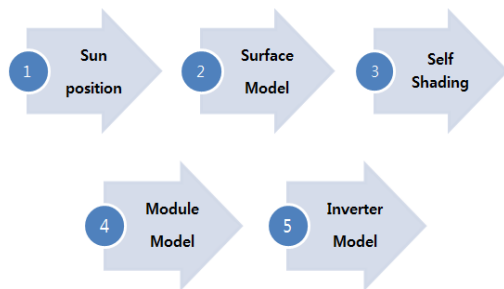 1
Sun
position
2
Surface
Model
3
Self
Shading
4
Module
Model
5
Inverter
Model